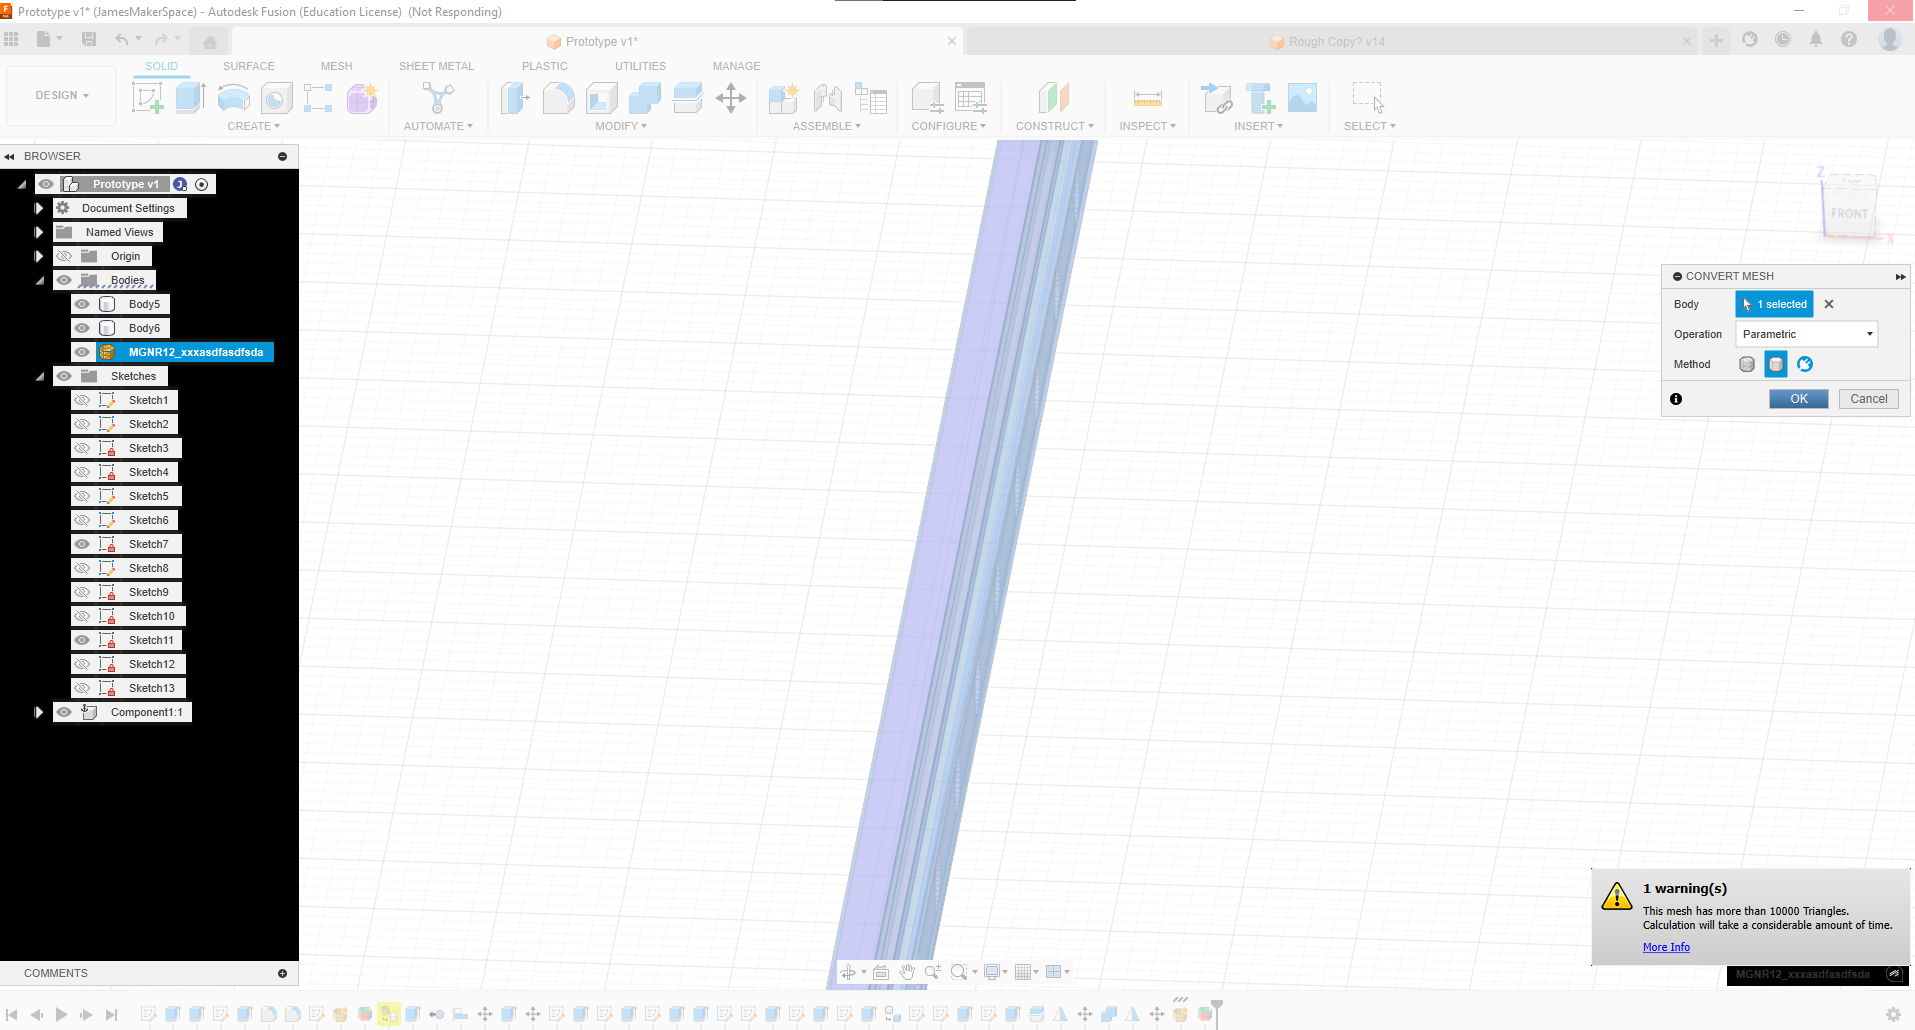 Prototype v1* (JamesMakerSpace) - Autodesk Fusion (Education License) (Not Responding)
Prototype v1*
Rough Copy? v14
SOLID SURFACE MESH SHEET METAL PLASTIC UTILITIES MANAGE
DESIGN
CREATE AUTOMATE MODIFY ASSEMBLE CONFIGURE CONSTRUCT INSPECT INSERT SELECT
BROWSER
Prototype v1
Document Settings
Named Views
Origin
Bodies
Body5
Body6
MGNR12_xxxasdfasdfsda
Sketches
Sketch1
Sketch2
Sketch3
Sketch4
Sketch5
Sketch6
Sketch7
Sketch8
Sketch9
Sketch10
Sketch11
Sketch12
Sketch13
Component1:1
COMMENTS
Z
FRONT
X
CONVERT MESH
Body 1 selected
Operation Parametric
Method
OK Cancel
1 warning(s)
This mesh has more than 10000 Triangles.
Calculation will take a considerable amount of time.
More Info
MGNR12_xxxasdfasdfsda